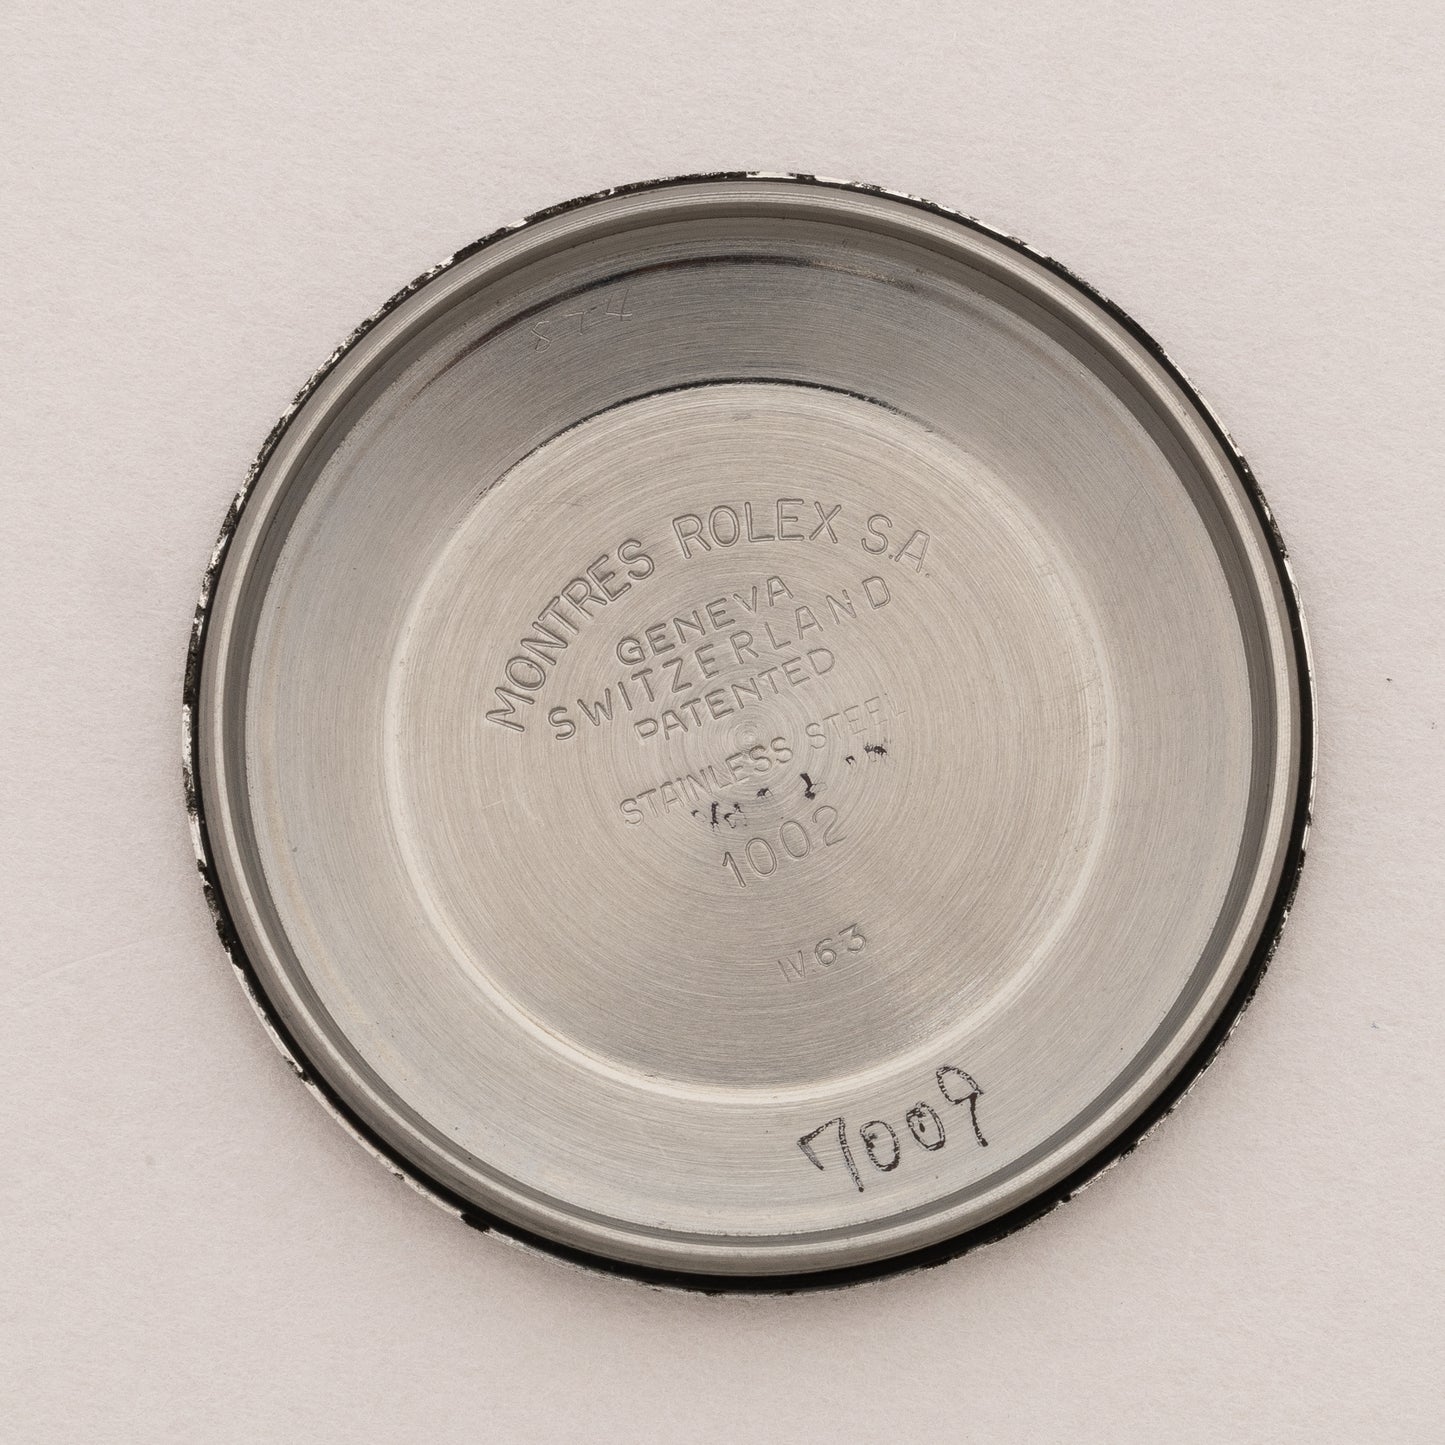 MONTRES ROLEX S.A.
GENEVA
SWITZERLAND
PATENTED
STAINLESS STEEL
1002
IV 63
7009